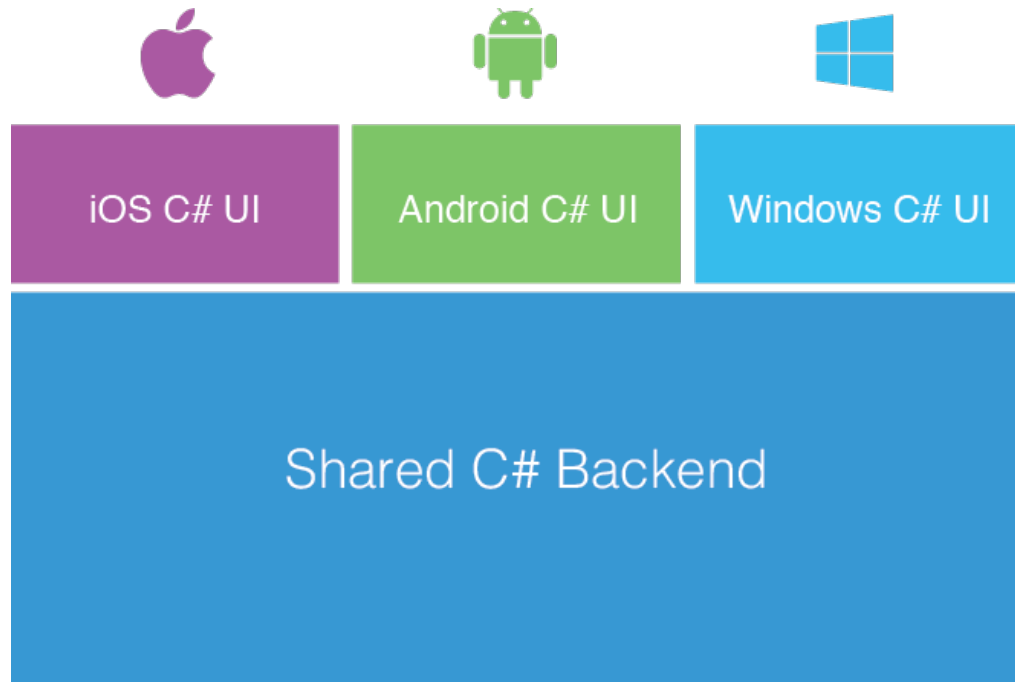 iOS C# UI
Android C# UI
Windows C# UI
Shared C# Backend